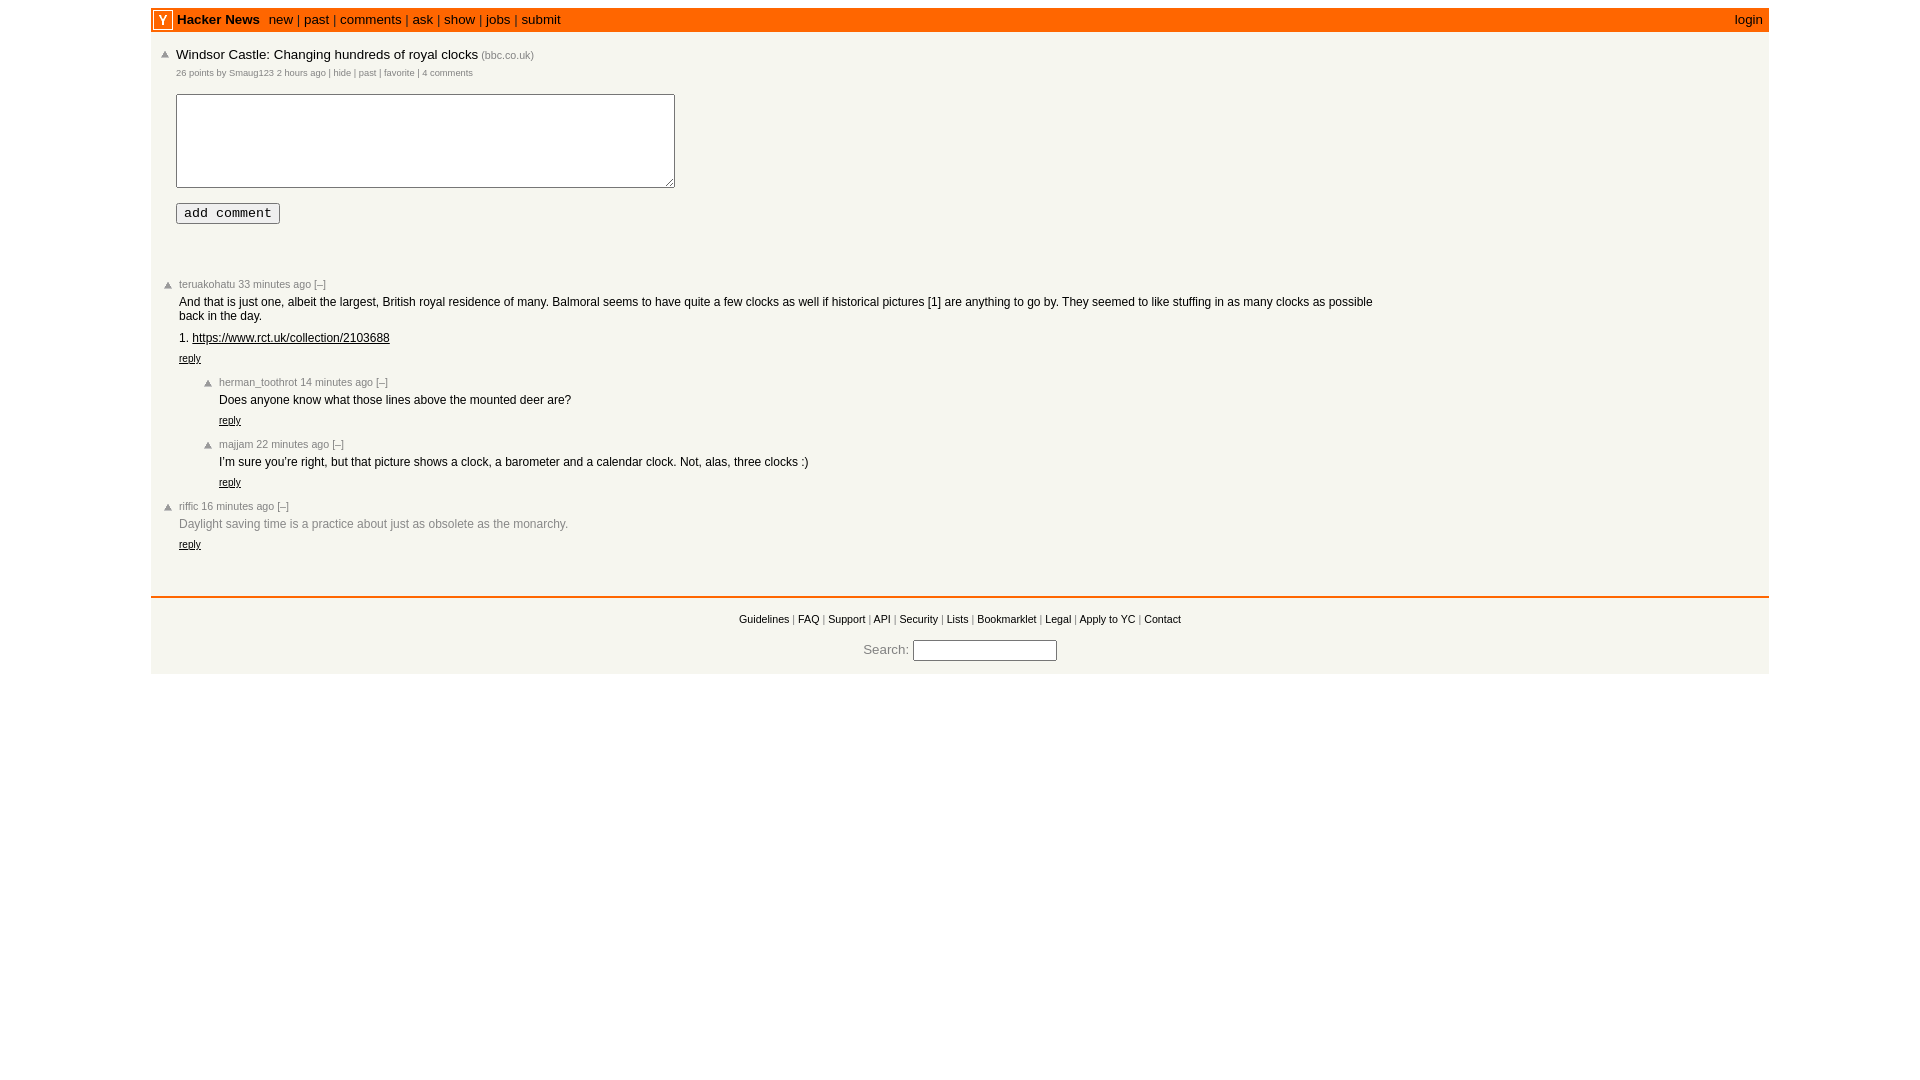 Y Hacker News new | past | comments | ask | show | jobs | submit login
Windsor Castle: Changing hundreds of royal clocks (bbc.co.uk)
26 points by Smaug123 2 hours ago | hide | past | favorite | 4 comments
add comment
teruakohatu 33 minutes ago [–]
And that is just one, albeit the largest, British royal residence of many. Balmoral seems to have quite a few clocks as well if historical pictures [1] are anything to go by. They seemed to like stuffing in as many clocks as possible
back in the day.
1. https://www.rct.uk/collection/2103688
reply
herman_toothrot 14 minutes ago [–]
Does anyone know what those lines above the mounted deer are?
reply
majjam 22 minutes ago [–]
I’m sure you’re right, but that picture shows a clock, a barometer and a calendar clock. Not, alas, three clocks :)
reply
riffic 16 minutes ago [–]
Daylight saving time is a practice about just as obsolete as the monarchy.
reply
Guidelines | FAQ | Support | API | Security | Lists | Bookmarklet | Legal | Apply to YC | Contact
Search: